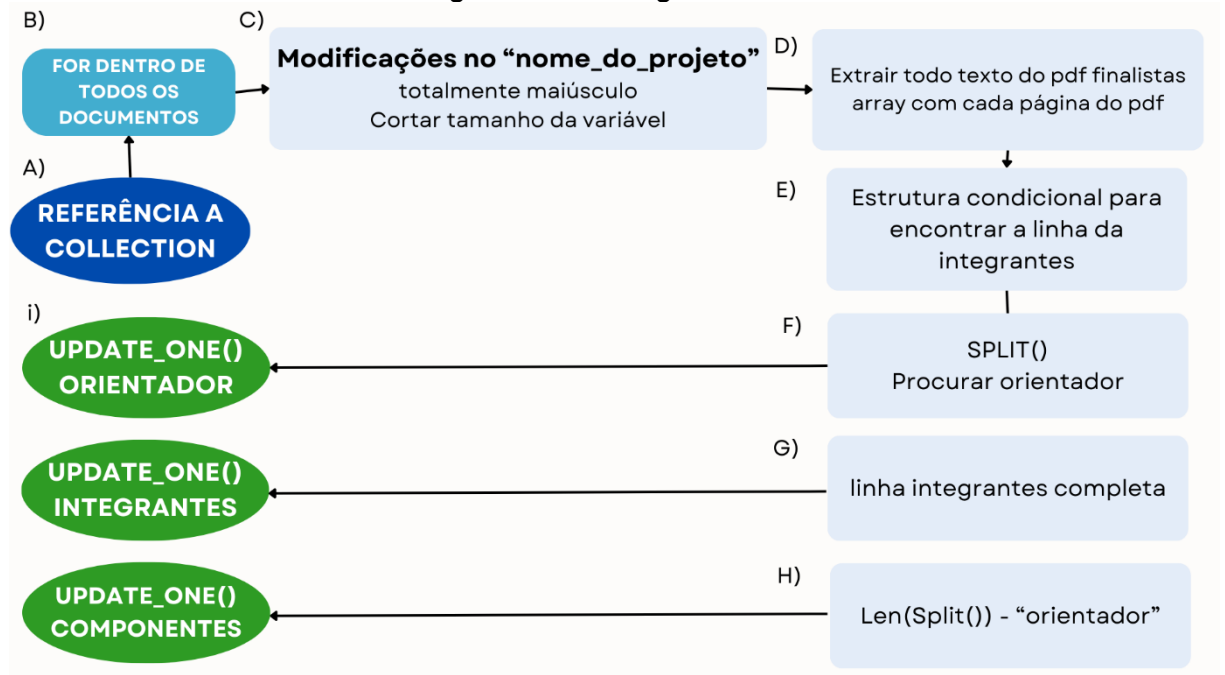 B)
FOR DENTRO DE
TODOS OS
DOCUMENTOS
C)
Modificações no “nome_do_projeto”
totalmente maiúsculo
Cortar tamanho da variável
D)
Extrair todo texto do pdf finalistas
array com cada página do pdf
A)
REFERÊNCIA A
COLLECTION
E)
Estrutura condicional para
encontrar a linha da
integrantes
i)
UPDATE_ONE()
ORIENTADOR
F)
SPLIT()
Procurar orientador
UPDATE_ONE()
INTEGRANTES
G)
linha integrantes completa
UPDATE_ONE()
COMPONENTES
H)
Len(Split()) - “orientador”